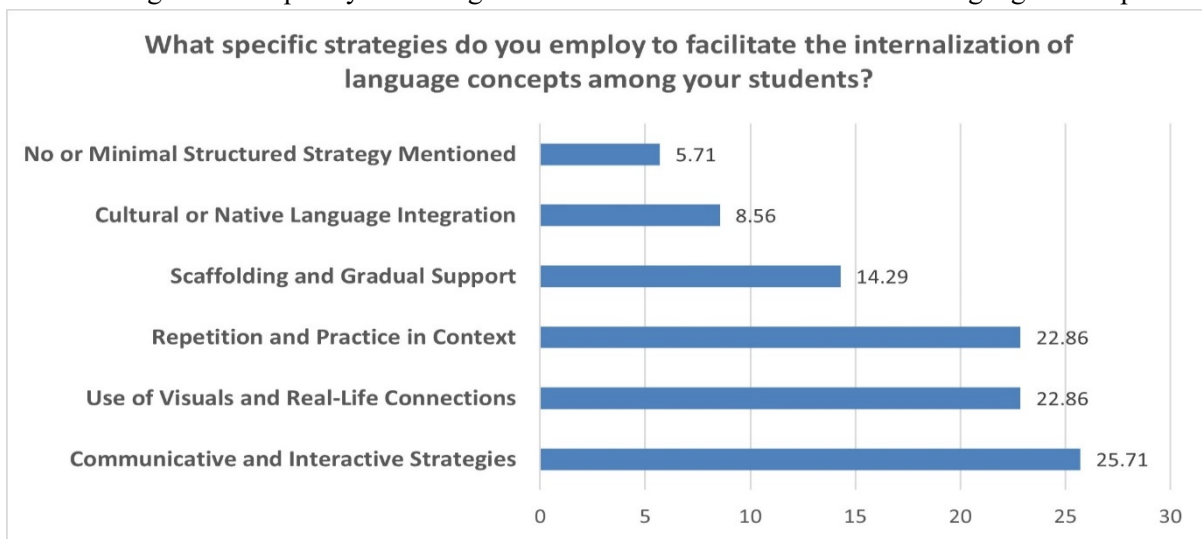 What specific strategies do you employ to facilitate the internalization of
language concepts among your students?
No or Minimal Structured Strategy Mentioned
5.71
Cultural or Native Language Integration
8.56
Scaffolding and Gradual Support
14.29
Repetition and Practice in Context
22.86
Use of Visuals and Real-Life Connections
22.86
Communicative and Interactive Strategies
25.71
0 5 10 15 20 25 30